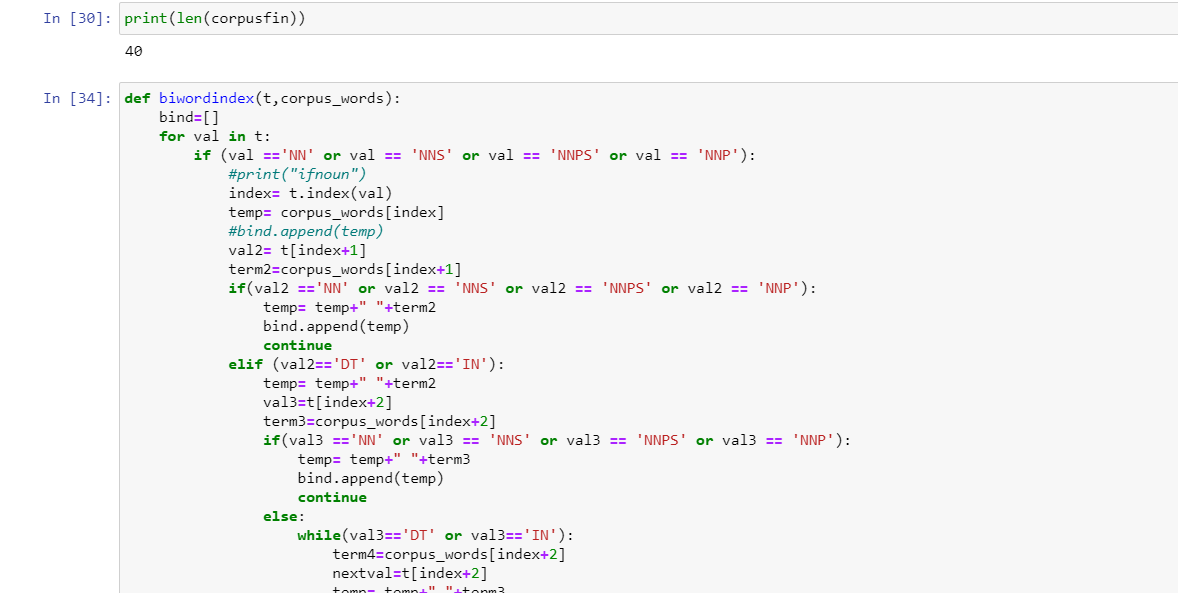 In [30]: print(len(corpusfin))
40
In [34]: def biwordindex(t,corpus_words):
    bind=[]
    for val in t:
        if (val =='NN' or val == 'NNS' or val == 'NNPS' or val == 'NNP'):
            #print("ifnoun")
            index= t.index(val)
            temp= corpus_words[index]
            #bind.append(temp)
            val2= t[index+1]
            term2=corpus_words[index+1]
            if(val2 =='NN' or val2 == 'NNS' or val2 == 'NNPS' or val2 == 'NNP'):
                temp= temp+" "+term2
                bind.append(temp)
                continue
            elif (val2=='DT' or val2=='IN'):
                temp= temp+" "+term2
                val3=t[index+2]
                term3=corpus_words[index+2]
                if(val3 =='NN' or val3 == 'NNS' or val3 == 'NNPS' or val3 == 'NNP'):
                    temp= temp+" "+term3
                    bind.append(temp)
                    continue
                else:
                    while(val3=='DT' or val3=='IN'):
                        term4=corpus_words[index+2]
                        nextval=t[index+2]
                        temp= temp+" "+term3